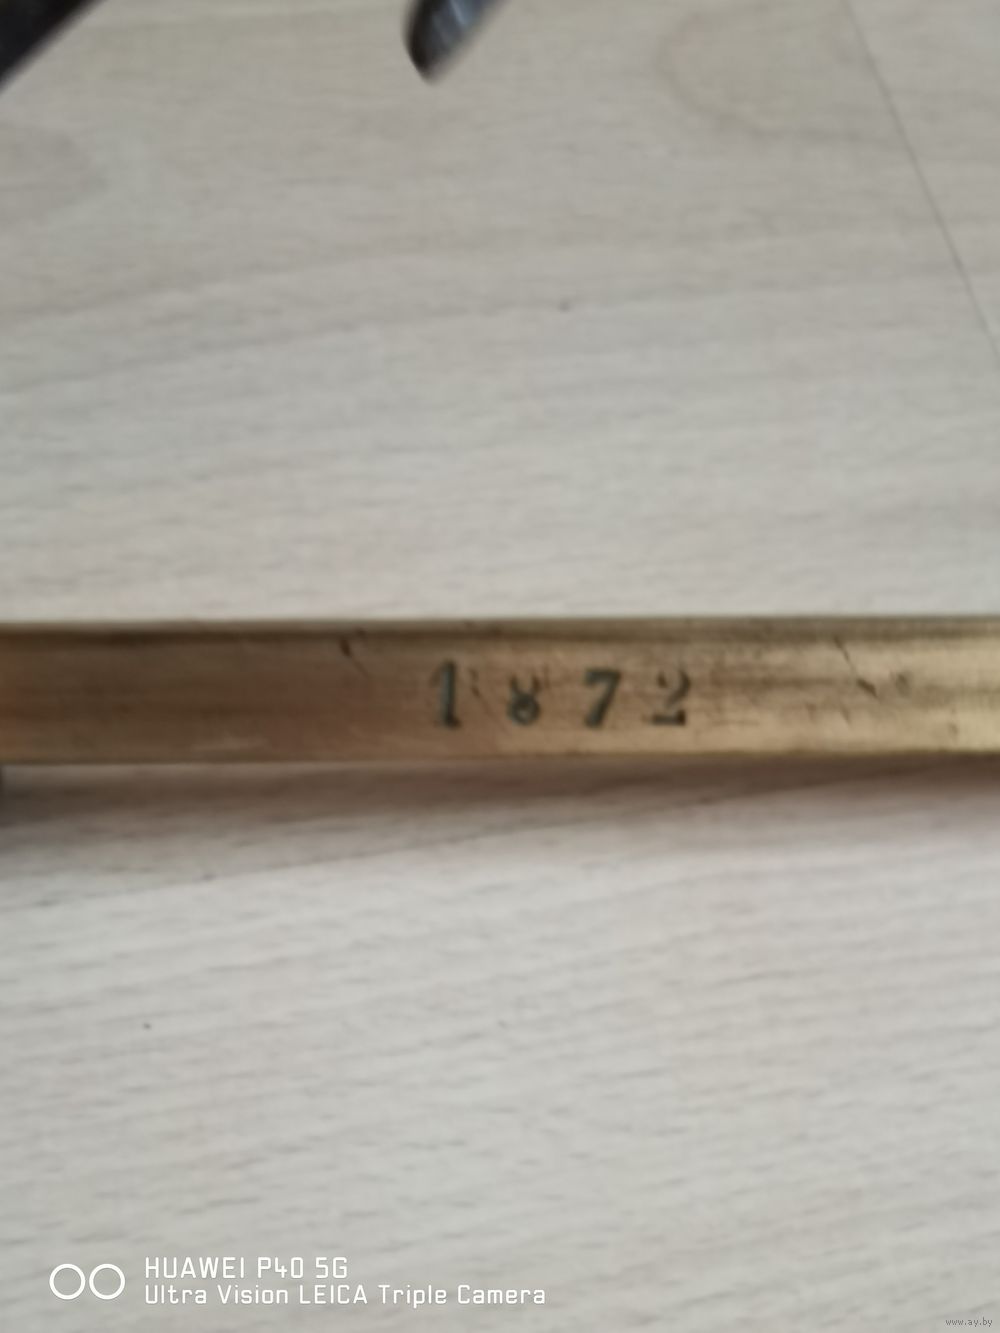 1872
HUAWEI P40 5G
Ultra Vision LEICA Triple Camera
www.ay.by